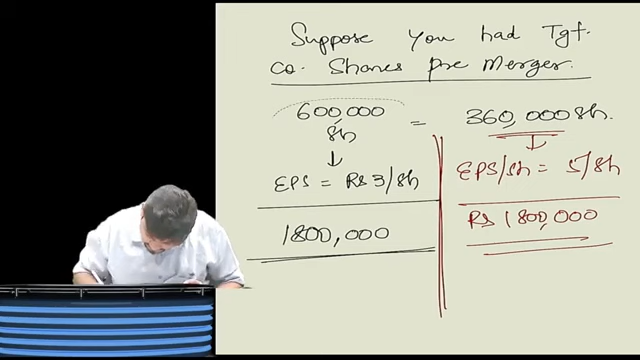 Suppose you had Tgt.
co. Shares pre Merger.
600,000 = 360,000 sh.
sh
EPS = Rs 3/sh
EPS/sh = 5/sh
1800,000
Rs 1800,000